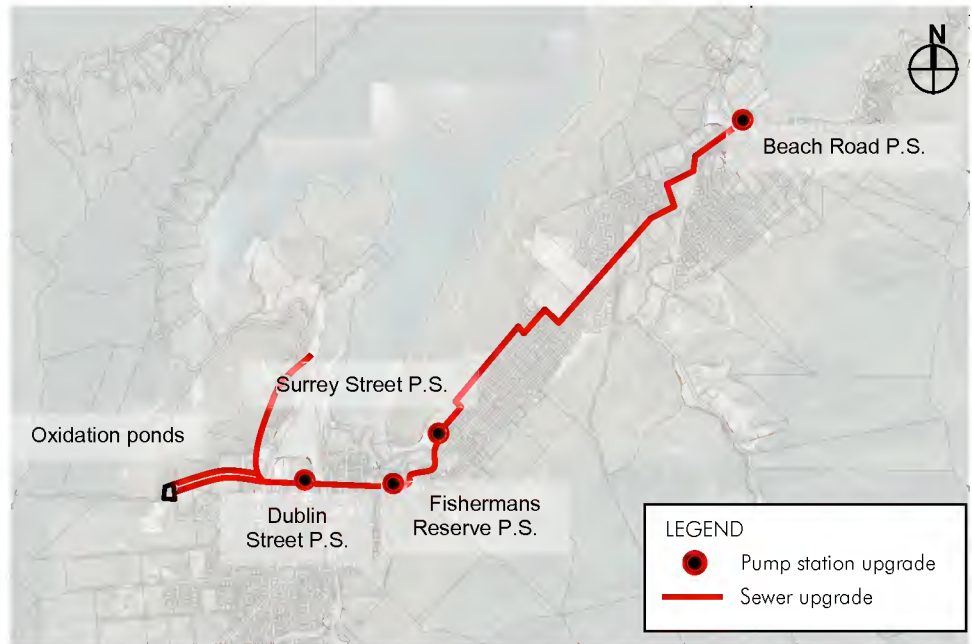 N
Beach Road P.S.
Surrey Street P.S.
Oxidation ponds
Dublin
Street P.S.
Fishermans
Reserve P.S.
LEGEND
Pump station upgrade
Sewer upgrade